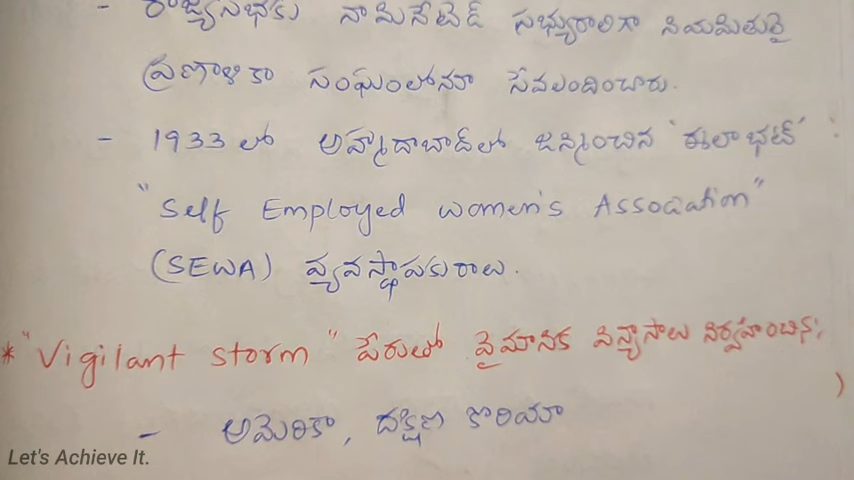 - రాజ్యసభకు నామినేటెడ్ సభ్యురాలిగా నియమితురై
ప్రణాళికా సంఘంలోనూ సేవలందించారు.
- 1933 లో అహ్మదాబాద్‌లో జన్మించిన 'ఈలా భట్' :
"Self Employed women's Association"
(SEWA) వ్యవస్థాపకురాలు.
* "Vigilant storm" పేరుతో వైమానిక విన్యాసాలు నిర్వహించిన;
- అమెరికా, దక్షిణ కొరియా
Let's Achieve It.